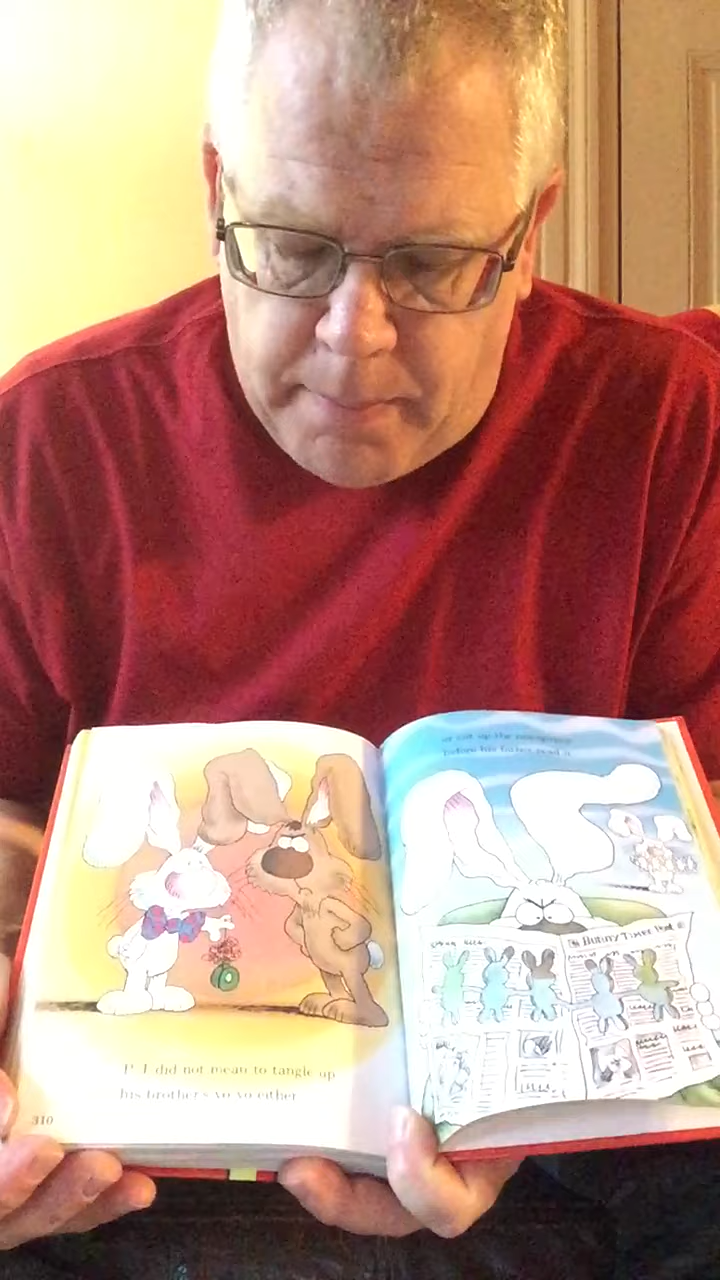 P. J. did not mean to tangle up
his brother's yo-yo either
310
or cut up the newspaper
before his father read it.
Bunny Times Post